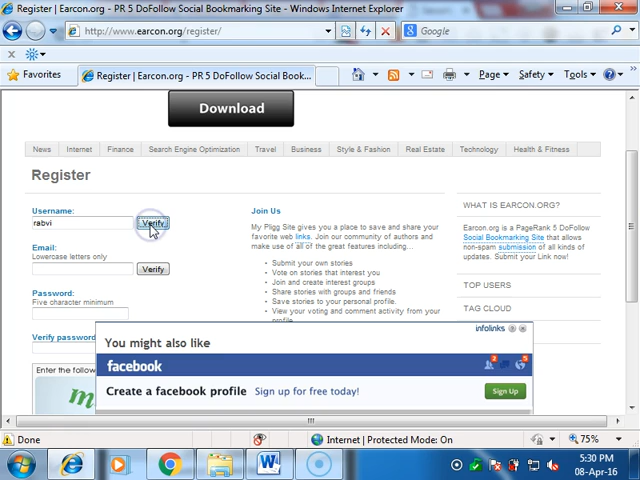 Register | Earcon.org - PR 5 DoFollow Social Bookmarking Site - Windows Internet Explorer
http://www.earcon.org/register/
Google
x
Favorites
Register | Earcon.org - PR 5 DoFollow Social Book...
Page
Safety
Tools
Download
News Internet Finance Search Engine Optimization Travel Business Style & Fashion Real Estate Technology Health & Fitness
Register
Username:
rabvi
Verify
Email:
Lowercase letters only
Verify
Password:
Five character minimum
Verify password
Enter the follow
m
Join Us
My Pligg Site gives you a place to save and share your
favorite web links. Join our community of authors and
make use of all of the great features including...
Submit your own stories
Vote on stories that interest you
Join and create interest groups
Share stories with groups and friends
Save stories to your personal profile.
View your voting and comment activity from your
profile.
WHAT IS EARCON.ORG?
Earcon.org is a PageRank 5 DoFollow
Social Bookmarking Site that allows
non-spam submission of all kinds of
updates. Submit your Link now!
TOP USERS
TAG CLOUD
infolinks
You might also like
facebook
2
5
Create a facebook profile Sign up for free today!
Sign Up
Done
Internet | Protected Mode: On
75%
5:30 PM
08-Apr-16